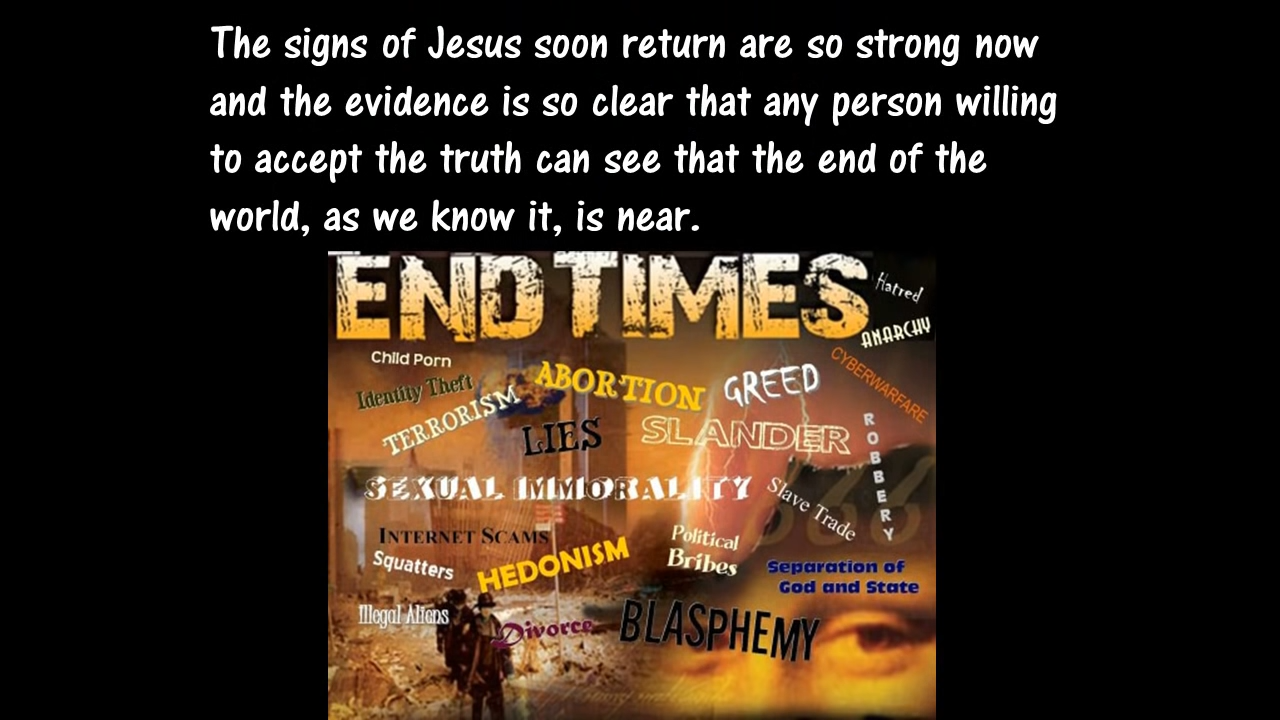 The signs of Jesus soon return are so strong now
and the evidence is so clear that any person willing
to accept the truth can see that the end of the
world, as we know it, is near.
END TIMES
Hatred
ANARCHY
Child Porn
CYBERWARFARE
Identity Theft
ABORTION
GREED
TERRORISM
LIES
SLANDER
ROBBERY
SEXUAL IMMORALITY
Slave Trade
666
INTERNET SCAMS
Political
Bribes
Squatters
HEDONISM
Separation of
God and State
Illegal Aliens
Divorce
BLASPHEMY